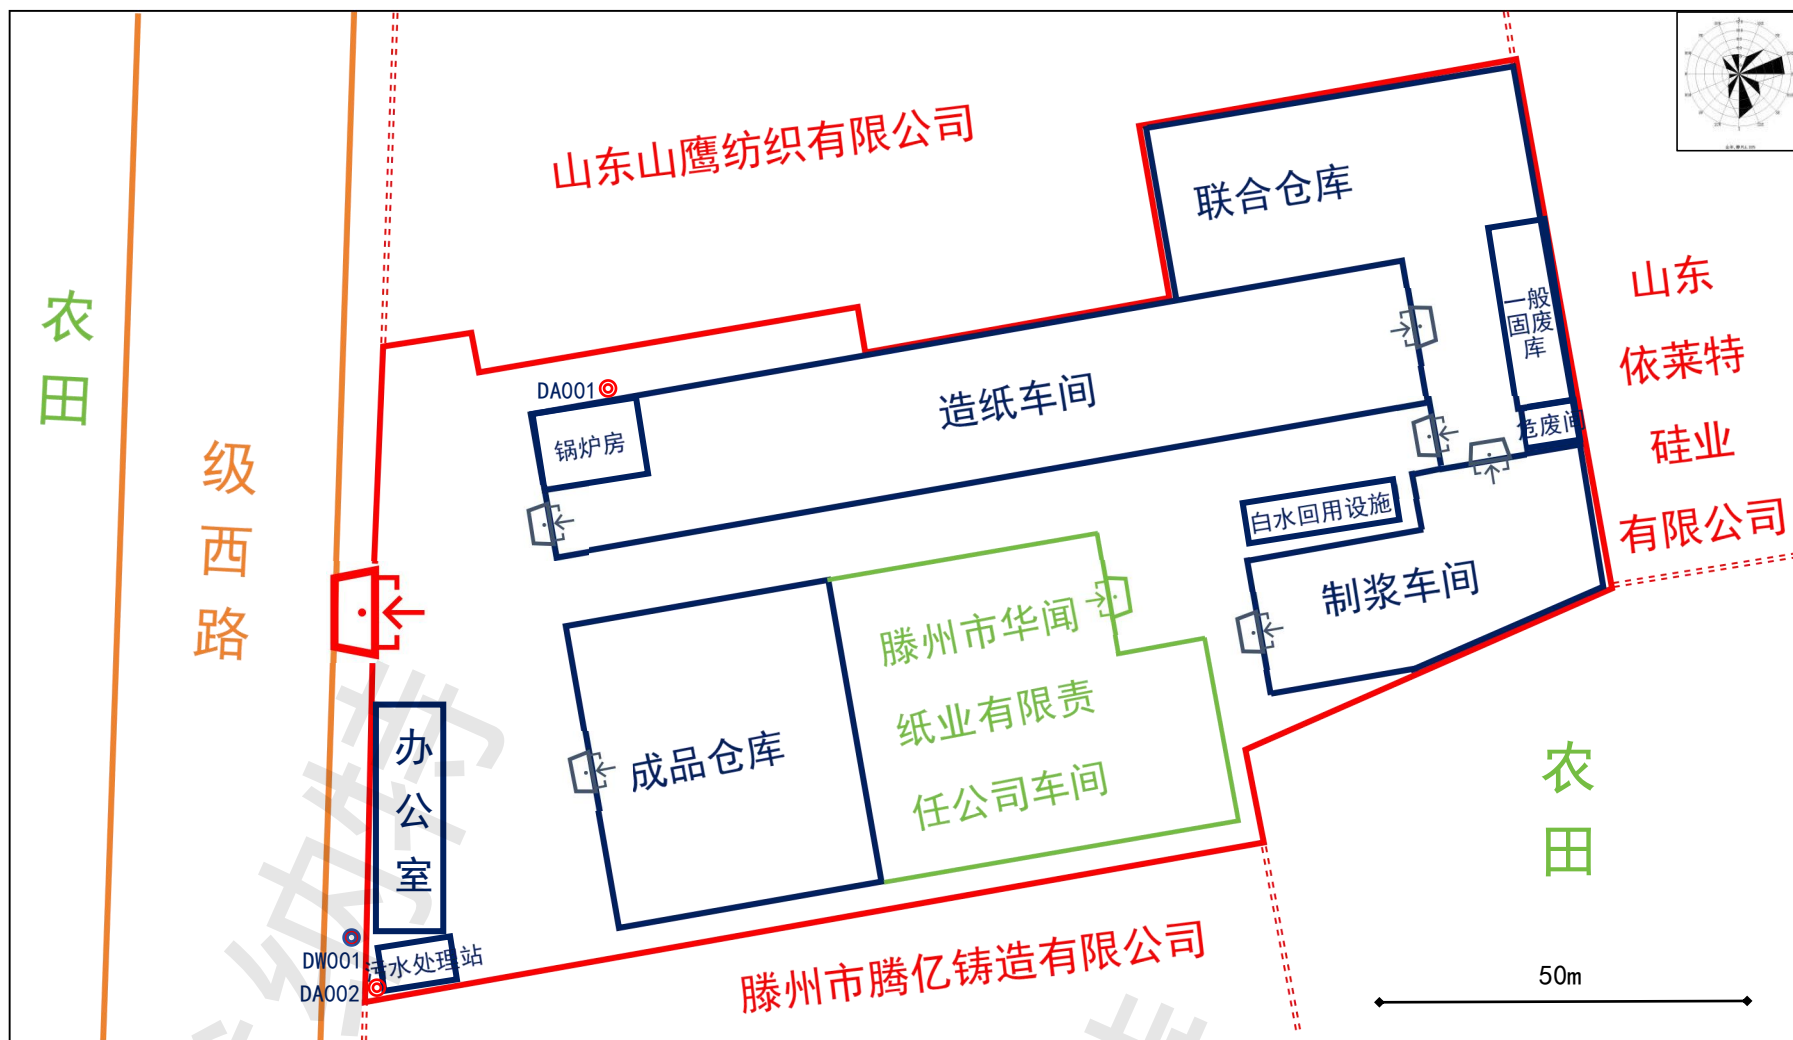 山东山鹰纺织有限公司
联合仓库
农
田
级
西
路
山东
依莱特
硅业
有限公司
一般
固废
库
危废间
DA001
锅炉房
造纸车间
白水回用设施
制浆车间
滕州市华闻
纸业有限责
任公司车间
成品仓库
办
公
室
农
田
DW001
污水处理站
DA002
滕州市腾亿铸造有限公司
50m
纳特